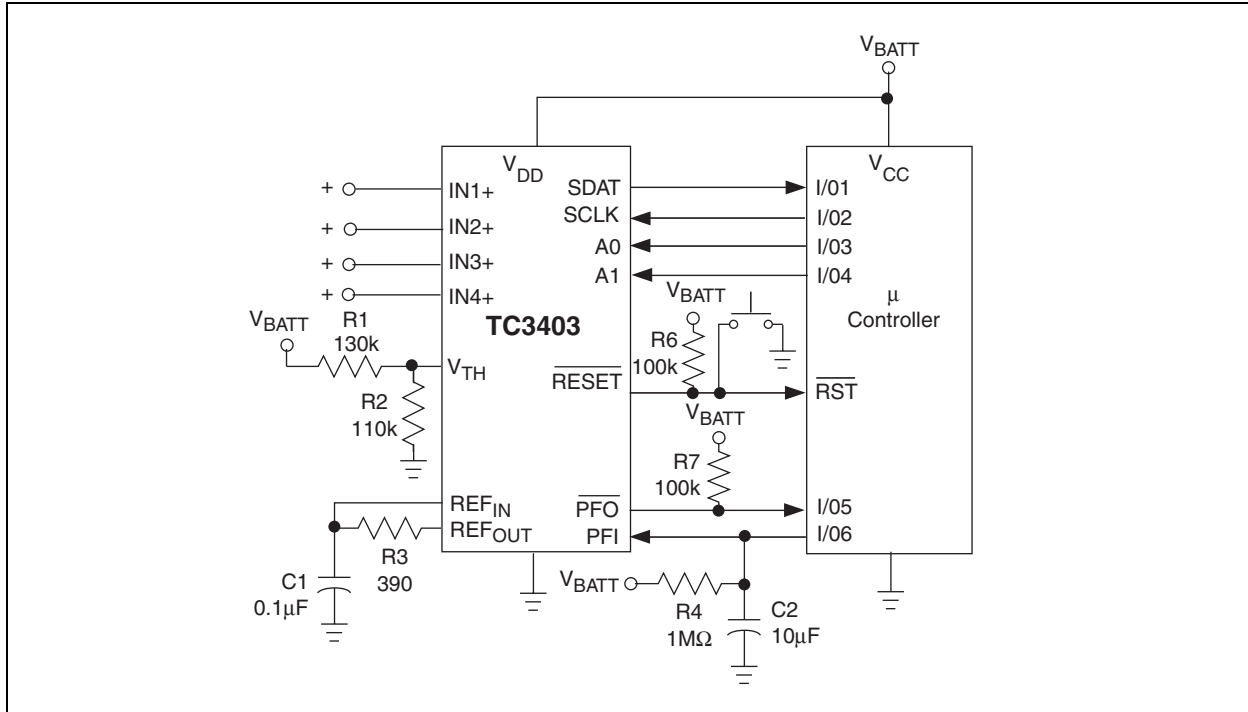 VBATT
VDD
VCC
+ IN1+
+ IN2+
+ IN3+
+ IN4+
SDAT
SCLK
A0
A1
I/01
I/02
I/03
I/04
TC3403
μ
Controller
VBATT
R1
130k
VTH
R2
110k
VBATT
R6
100k
RESET
RST
VBATT
R7
100k
REFIN
REFOUT
R3
390
C1
0.1μF
PFO
PFI
I/05
I/06
VBATT
R4
1MΩ
C2
10μF